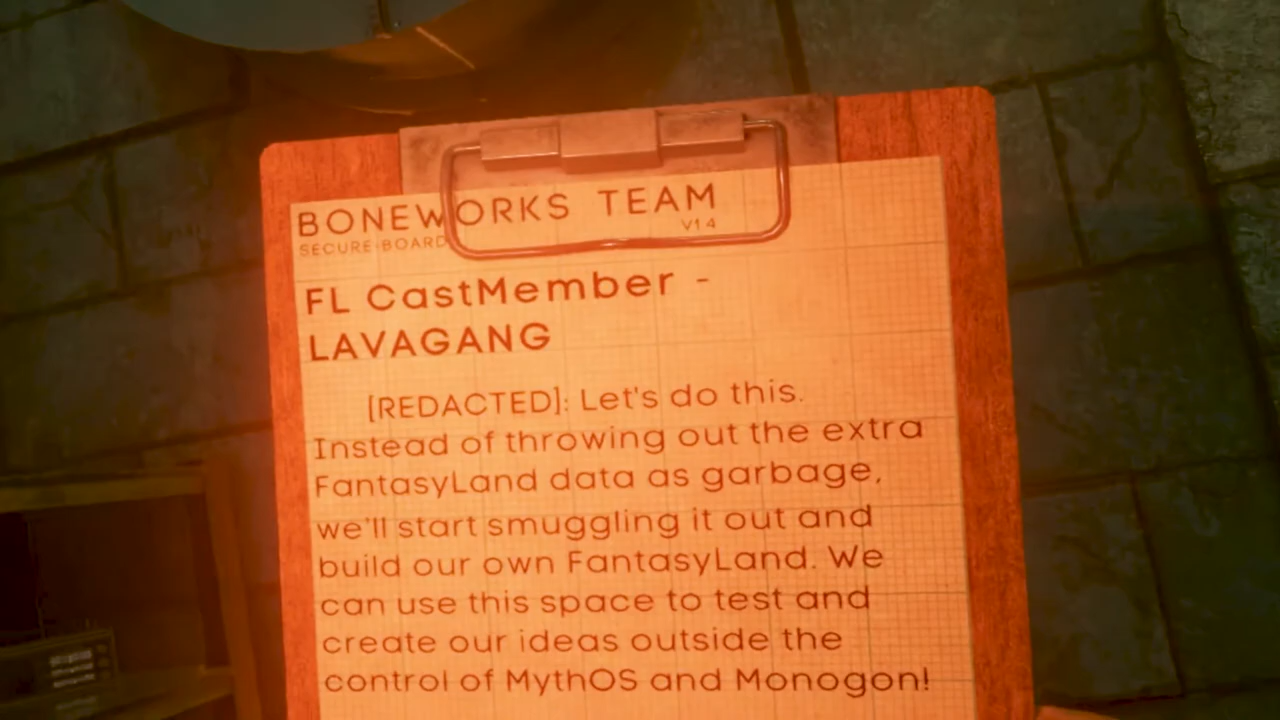 BONEWORKS TEAM
SECURE-BOARD V1 4
FL CastMember -
LAVAGANG
[REDACTED]: Let's do this.
Instead of throwing out the extra
FantasyLand data as garbage,
we'll start smuggling it out and
build our own FantasyLand. We
can use this space to test and
create our ideas outside the
control of MythOS and Monogon!